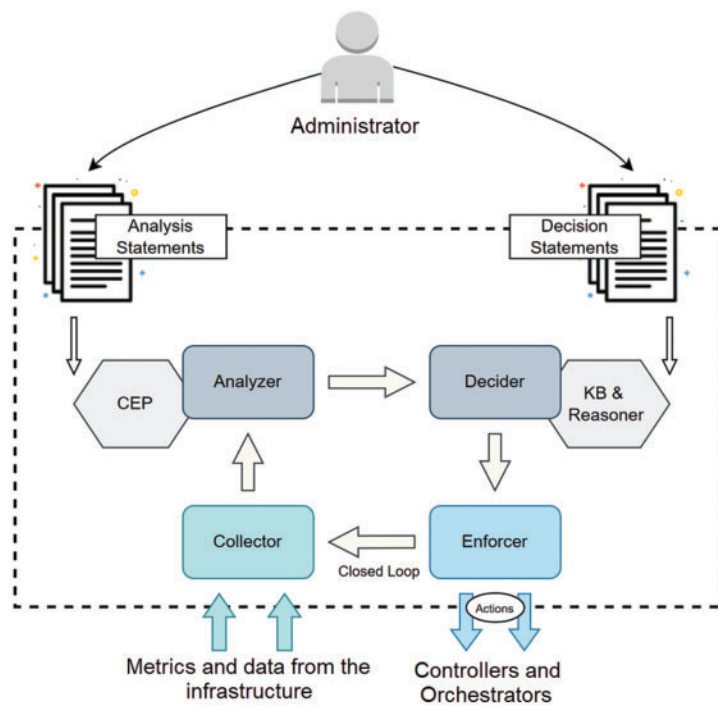 Administrator
Analysis
Statements
Decision
Statements
CEP
Analyzer
Decider
KB &
Reasoner
Collector
Closed Loop
Enforcer
Actions
Metrics and data from the
infrastructure
Controllers and
Orchestrators